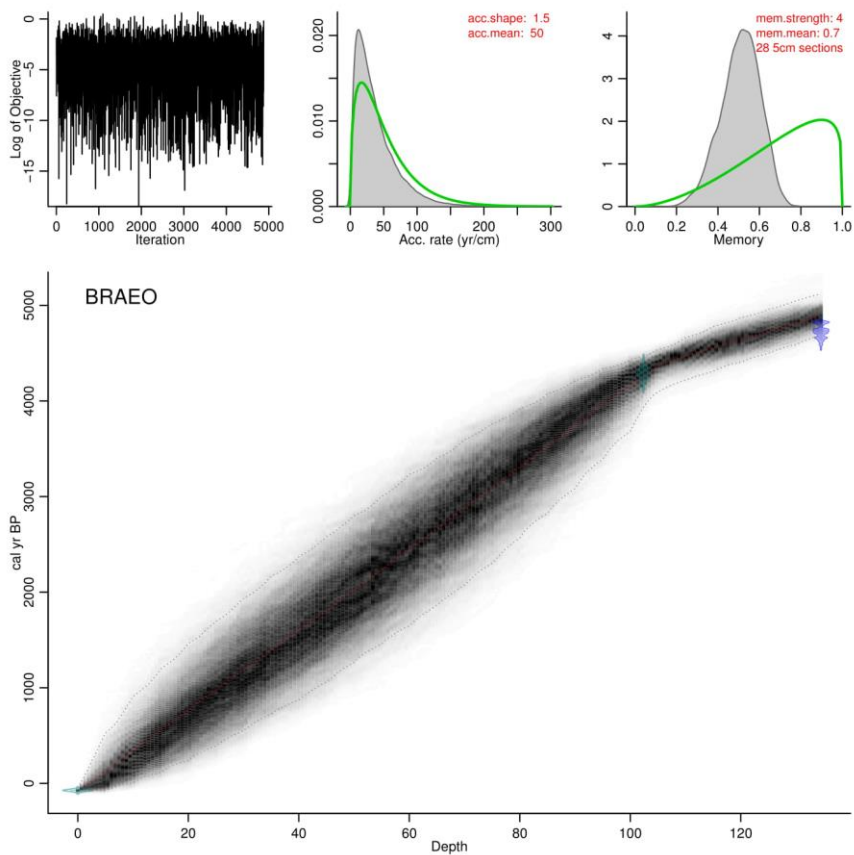 Log of Objective
0
−5
−10
−15
0 1000 2000 3000 4000 5000
Iteration
acc.shape: 1.5
acc.mean: 50
0.020
0.010
0.000
0 50 150 200 300
Acc. rate (yr/cm)
mem.strength: 4
mem.mean: 0.7
28 5cm sections
4
3
2
1
0
0.0 0.2 0.4 0.6 0.8 1.0
Memory
BRAEO
cal yr BP
5000
4000
3000
2000
1000
0
0 20 40 60 80 100 120
Depth